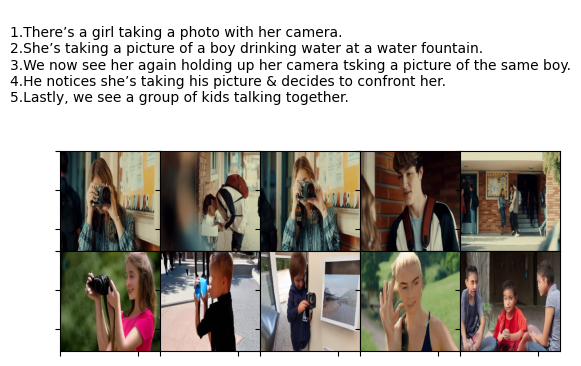 1.There's a girl taking a photo with her camera.
2.She's taking a picture of a boy drinking water at a water fountain.
3.We now see her again holding up her camera tsking a picture of the same boy.
4.He notices she's taking his picture & decides to confront her.
5.Lastly, we see a group of kids talking together.